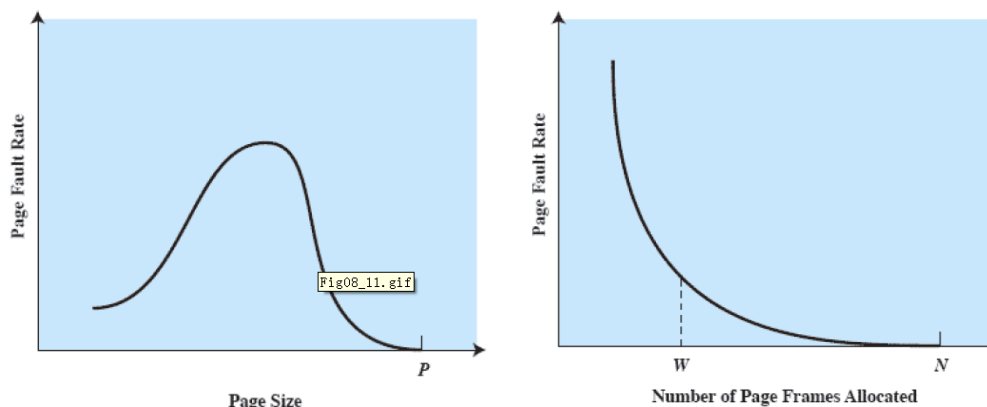 Page Fault Rate
Fig08_11.gif
P
Page Size
Page Fault Rate
W
N
Number of Page Frames Allocated